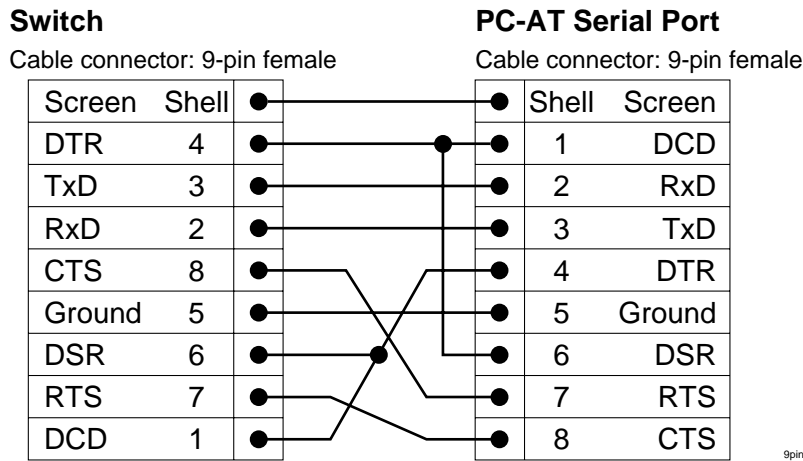 Switch PC-AT Serial Port
Cable connector: 9-pin female Cable connector: 9-pin female
Screen Shell Shell Screen
DTR 4 1 DCD
TxD 3 2 RxD
RxD 2 3 TxD
CTS 8 4 DTR
Ground 5 5 Ground
DSR 6 6 DSR
RTS 7 7 RTS
DCD 1 8 CTS
9pin